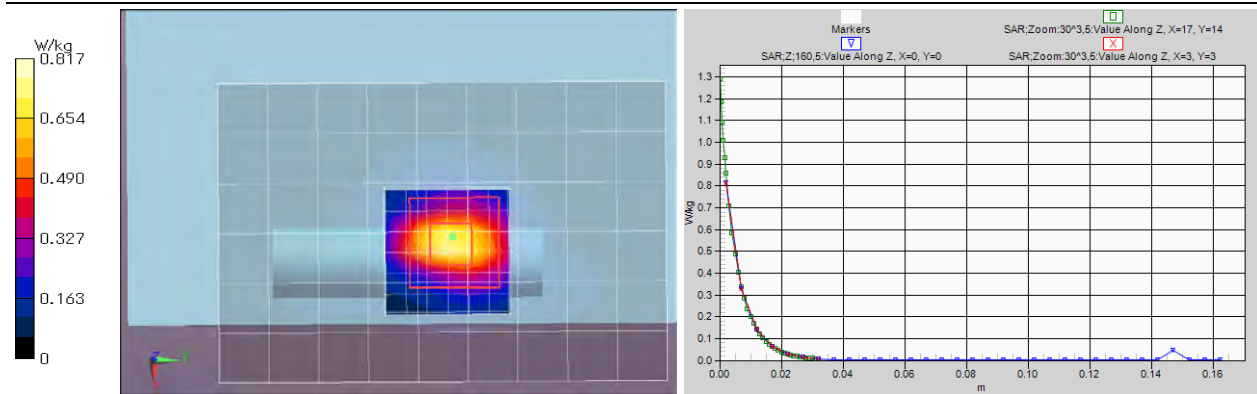 W/kg
0.817
0.654
0.490
0.327
0.163
0
Markers
SAR;Zoom:30^3,5:Value Along Z, X=17, Y=14
SAR;Z;160,5:Value Along Z, X=0, Y=0
SAR;Zoom:30^3,5:Value Along Z, X=3, Y=3
1.3
1.2
1.1
1.0
0.9
0.8
0.7
0.6
0.5
0.4
0.3
0.2
0.1
0.0
W/kg
0.00 0.02 0.04 0.06 0.08 0.10 0.12 0.14 0.16
m